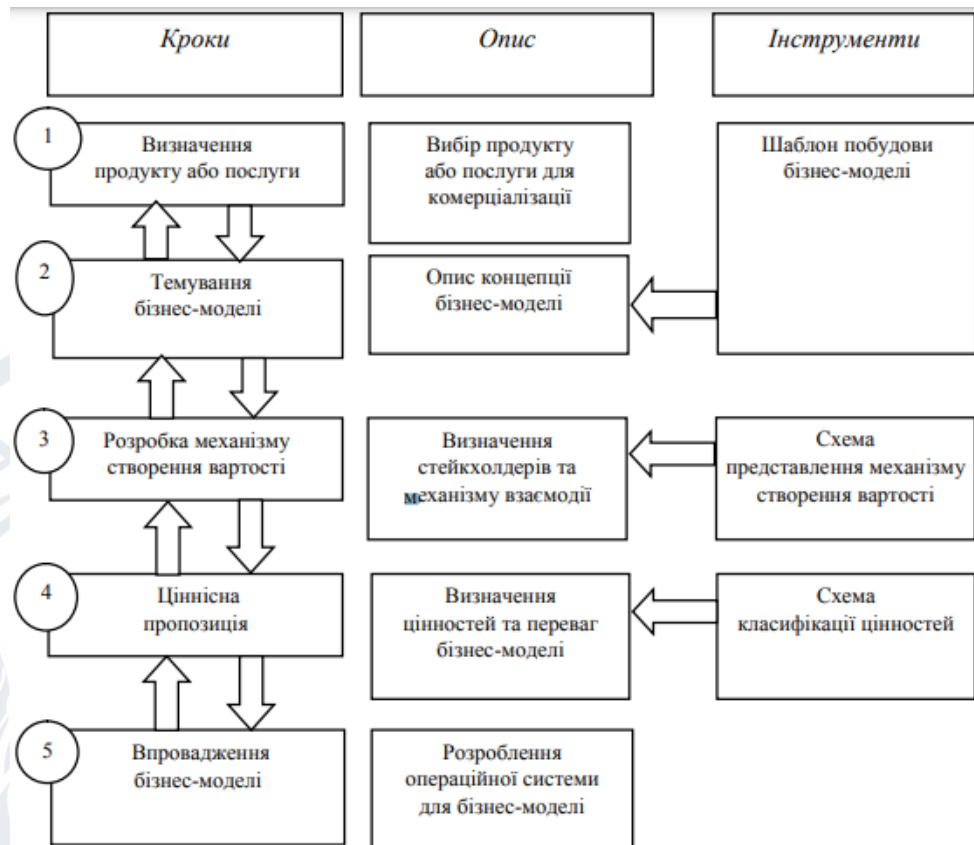 Кроки
Опис
Інструменти
1
Визначення
продукту або послуги
Вибір продукту
або послуги для
комерціалізації
Шаблон побудови
бізнес-моделі
2
Темування
бізнес-моделі
Опис концепції
бізнес-моделі
3
Розробка механізму
створення вартості
Визначення
стейкхолдерів та
механізму взаємодії
Схема
представлення механізму
створення вартості
4
Ціннісна
пропозиція
Визначення
цінностей та переваг
бізнес-моделі
Схема
класифікації цінностей
5
Впровадження
бізнес-моделі
Розроблення
операційної системи
для бізнес-моделі